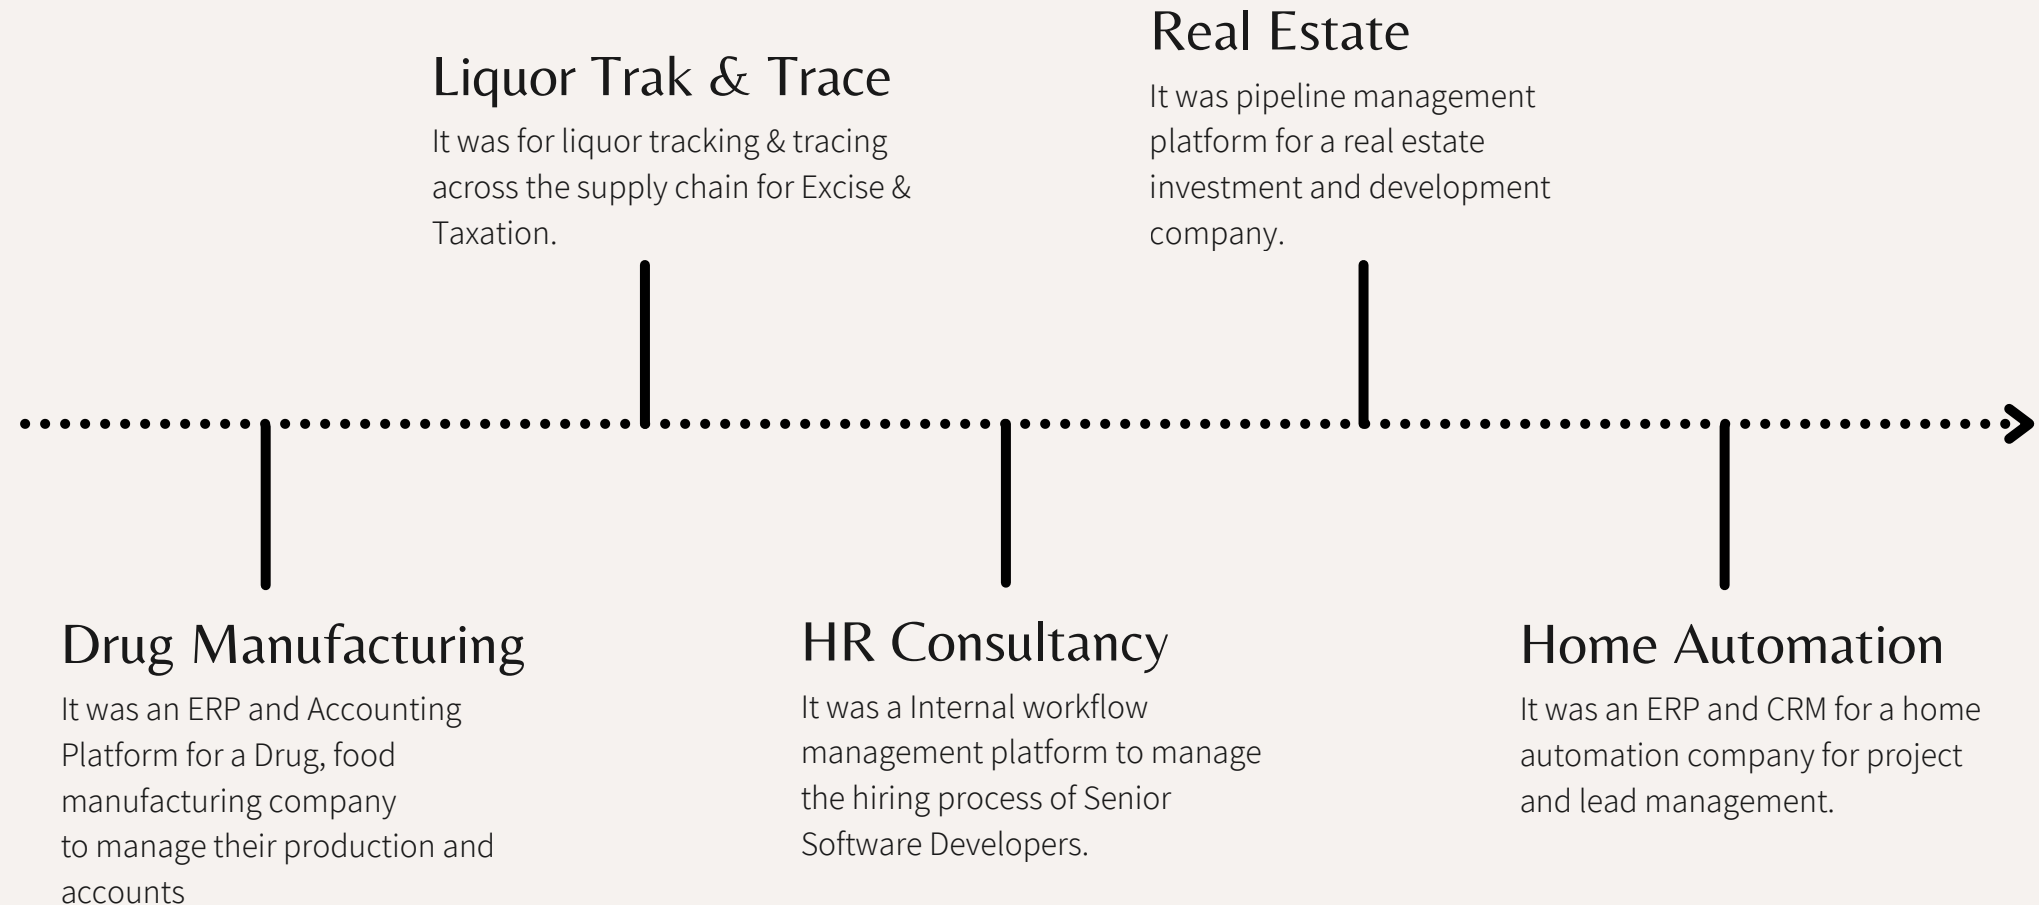 Drug Manufacturing
It was an ERP and Accounting
Platform for a Drug, food
manufacturing company
to manage their production and
accounts
Liquor Trak & Trace
It was for liquor tracking & tracing
across the supply chain for Excise &
Taxation.
HR Consultancy
It was a Internal workflow
management platform to manage
the hiring process of Senior
Software Developers.
Real Estate
It was pipeline management
platform for a real estate
investment and development
company.
Home Automation
It was an ERP and CRM for a home
automation company for project
and lead management.